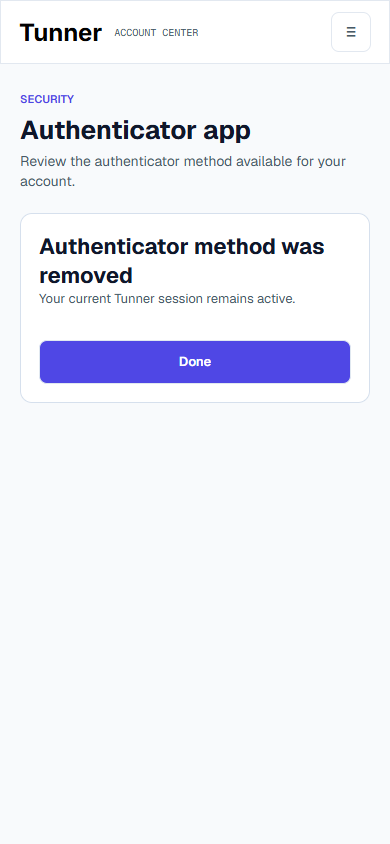 Tunner ACCOUNT CENTER
SECURITY
Authenticator app
Review the authenticator method available for your
account.
Authenticator method was
removed
Your current Tunner session remains active.
Done